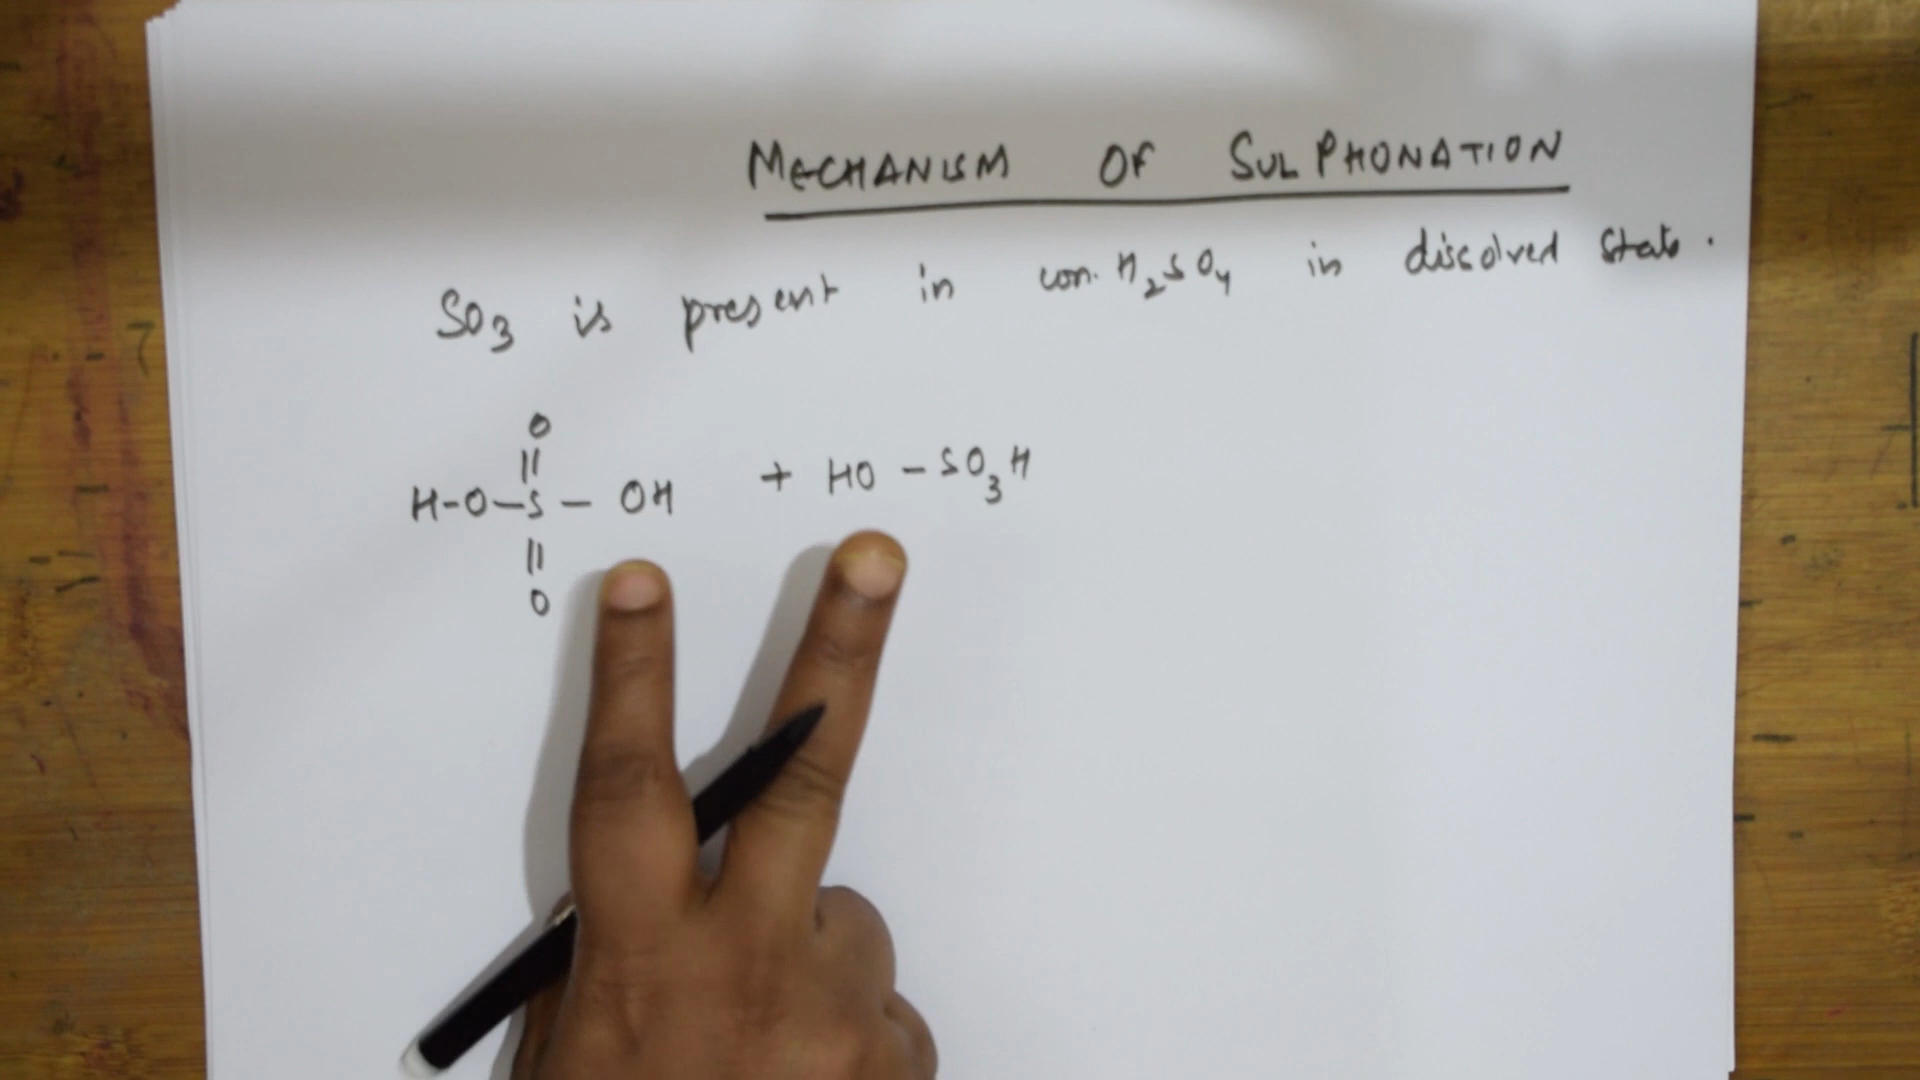 MECHANISM OF SULPHONATION
SO3 is present in con. H2SO4 in discolved state.
O
||
H-O-S-OH + HO-SO3H
||
O